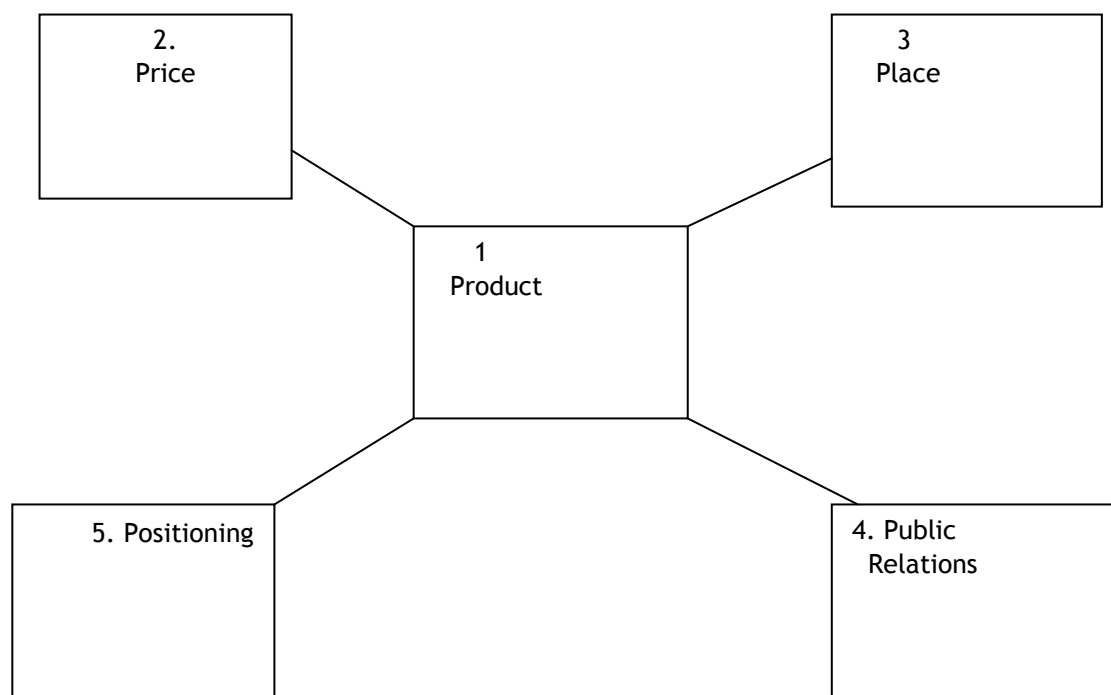 2.
Price
3
Place
1
Product
5. Positioning
4. Public
Relations